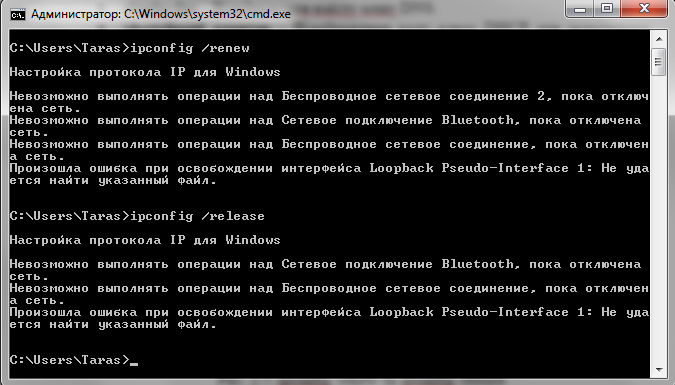 Администратор: C:\Windows\system32\cmd.exe
C:\Users\Taras>ipconfig /renew
Настройка протокола IP для Windows
Невозможно выполнять операции над Беспроводное сетевое соединение 2, пока отключ
ена сеть.
Невозможно выполнять операции над Сетевое подключение Bluetooth, пока отключена
сеть.
Невозможно выполнять операции над Беспроводное сетевое соединение, пока отключен
а сеть.
Произошла ошибка при освобождении интерфейса Loopback Pseudo-Interface 1: Не уда
ется найти указанный файл.
C:\Users\Taras>ipconfig /release
Настройка протокола IP для Windows
Невозможно выполнять операции над Сетевое подключение Bluetooth, пока отключена
сеть.
Невозможно выполнять операции над Беспроводное сетевое соединение, пока отключен
а сеть.
Произошла ошибка при освобождении интерфейса Loopback Pseudo-Interface 1: Не уда
ется найти указанный файл.
C:\Users\Taras>_